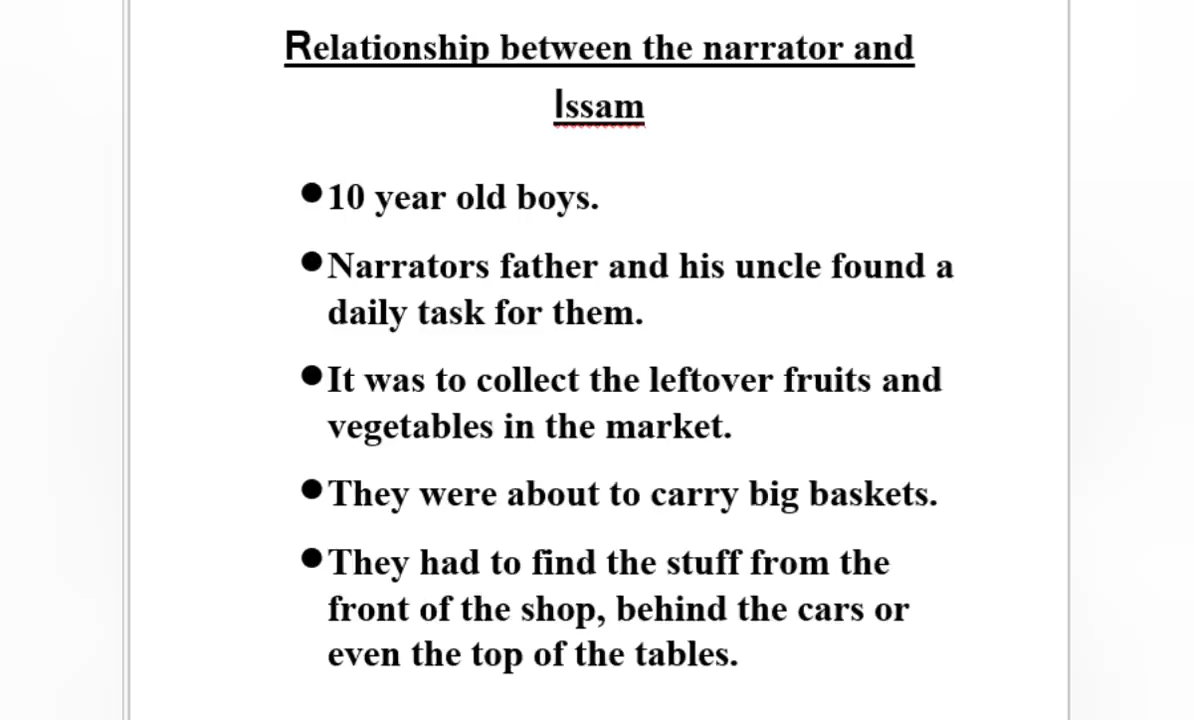 Relationship between the narrator and
Issam
●10 year old boys.
●Narrators father and his uncle found a
daily task for them.
●It was to collect the leftover fruits and
vegetables in the market.
●They were about to carry big baskets.
●They had to find the stuff from the
front of the shop, behind the cars or
even the top of the tables.